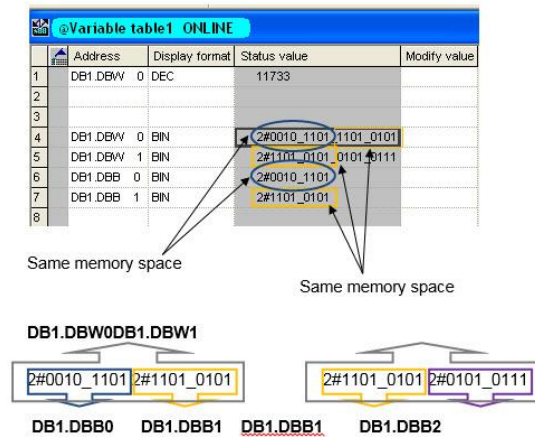 @Variable table1 ONLINE
Address Display format Status value Modify value
1 DB1.DBW 0 DEC 11733
2
3
4 DB1.DBW 0 BIN 2#0010_1101_1101_0101
5 DB1.DBW 1 BIN 2#1101_0101_0101_0111
6 DB1.DBB 0 BIN 2#0010_1101
7 DB1.DBB 1 BIN 2#1101_0101
8
Same memory space
Same memory space
DB1.DBW0DB1.DBW1
2#0010_1101 2#1101_0101 2#1101_0101 2#0101_0111
DB1.DBB0 DB1.DBB1 DB1.DBB1 DB1.DBB2